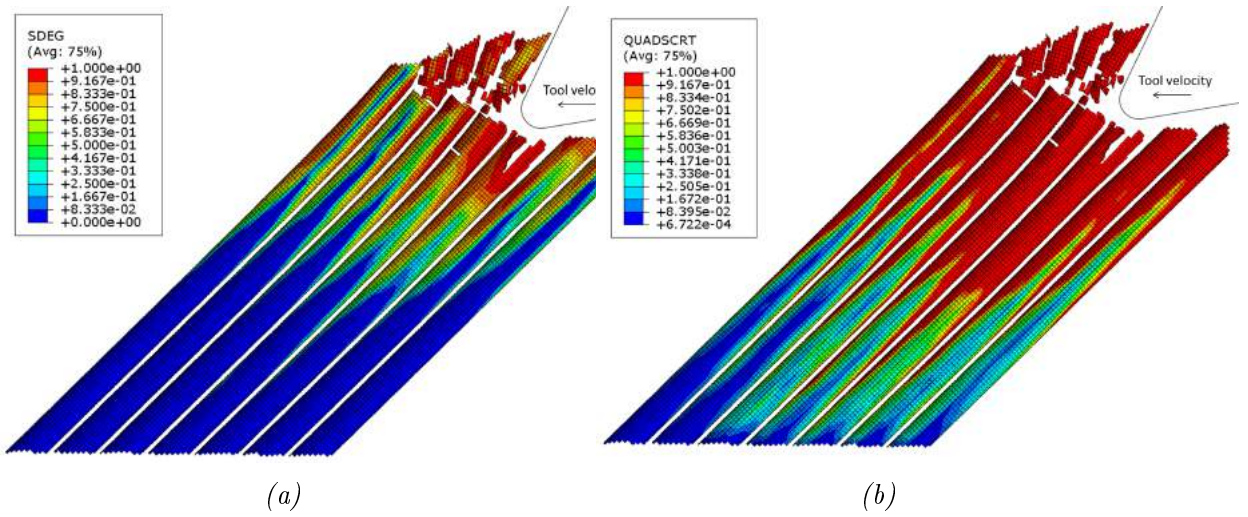 SDEG
(Avg: 75%)
+1.000e+00
+9.167e-01
+8.333e-01
+7.500e-01
+6.667e-01
+5.833e-01
+5.000e-01
+4.167e-01
+3.333e-01
+2.500e-01
+1.667e-01
+8.333e-02
+0.000e+00
Tool velo
(a)
QUADSCRT
(Avg: 75%)
+1.000e+00
+9.167e-01
+8.334e-01
+7.502e-01
+6.669e-01
+5.836e-01
+5.003e-01
+4.171e-01
+3.338e-01
+2.505e-01
+1.672e-01
+8.395e-02
+6.722e-04
Tool velocity
(b)